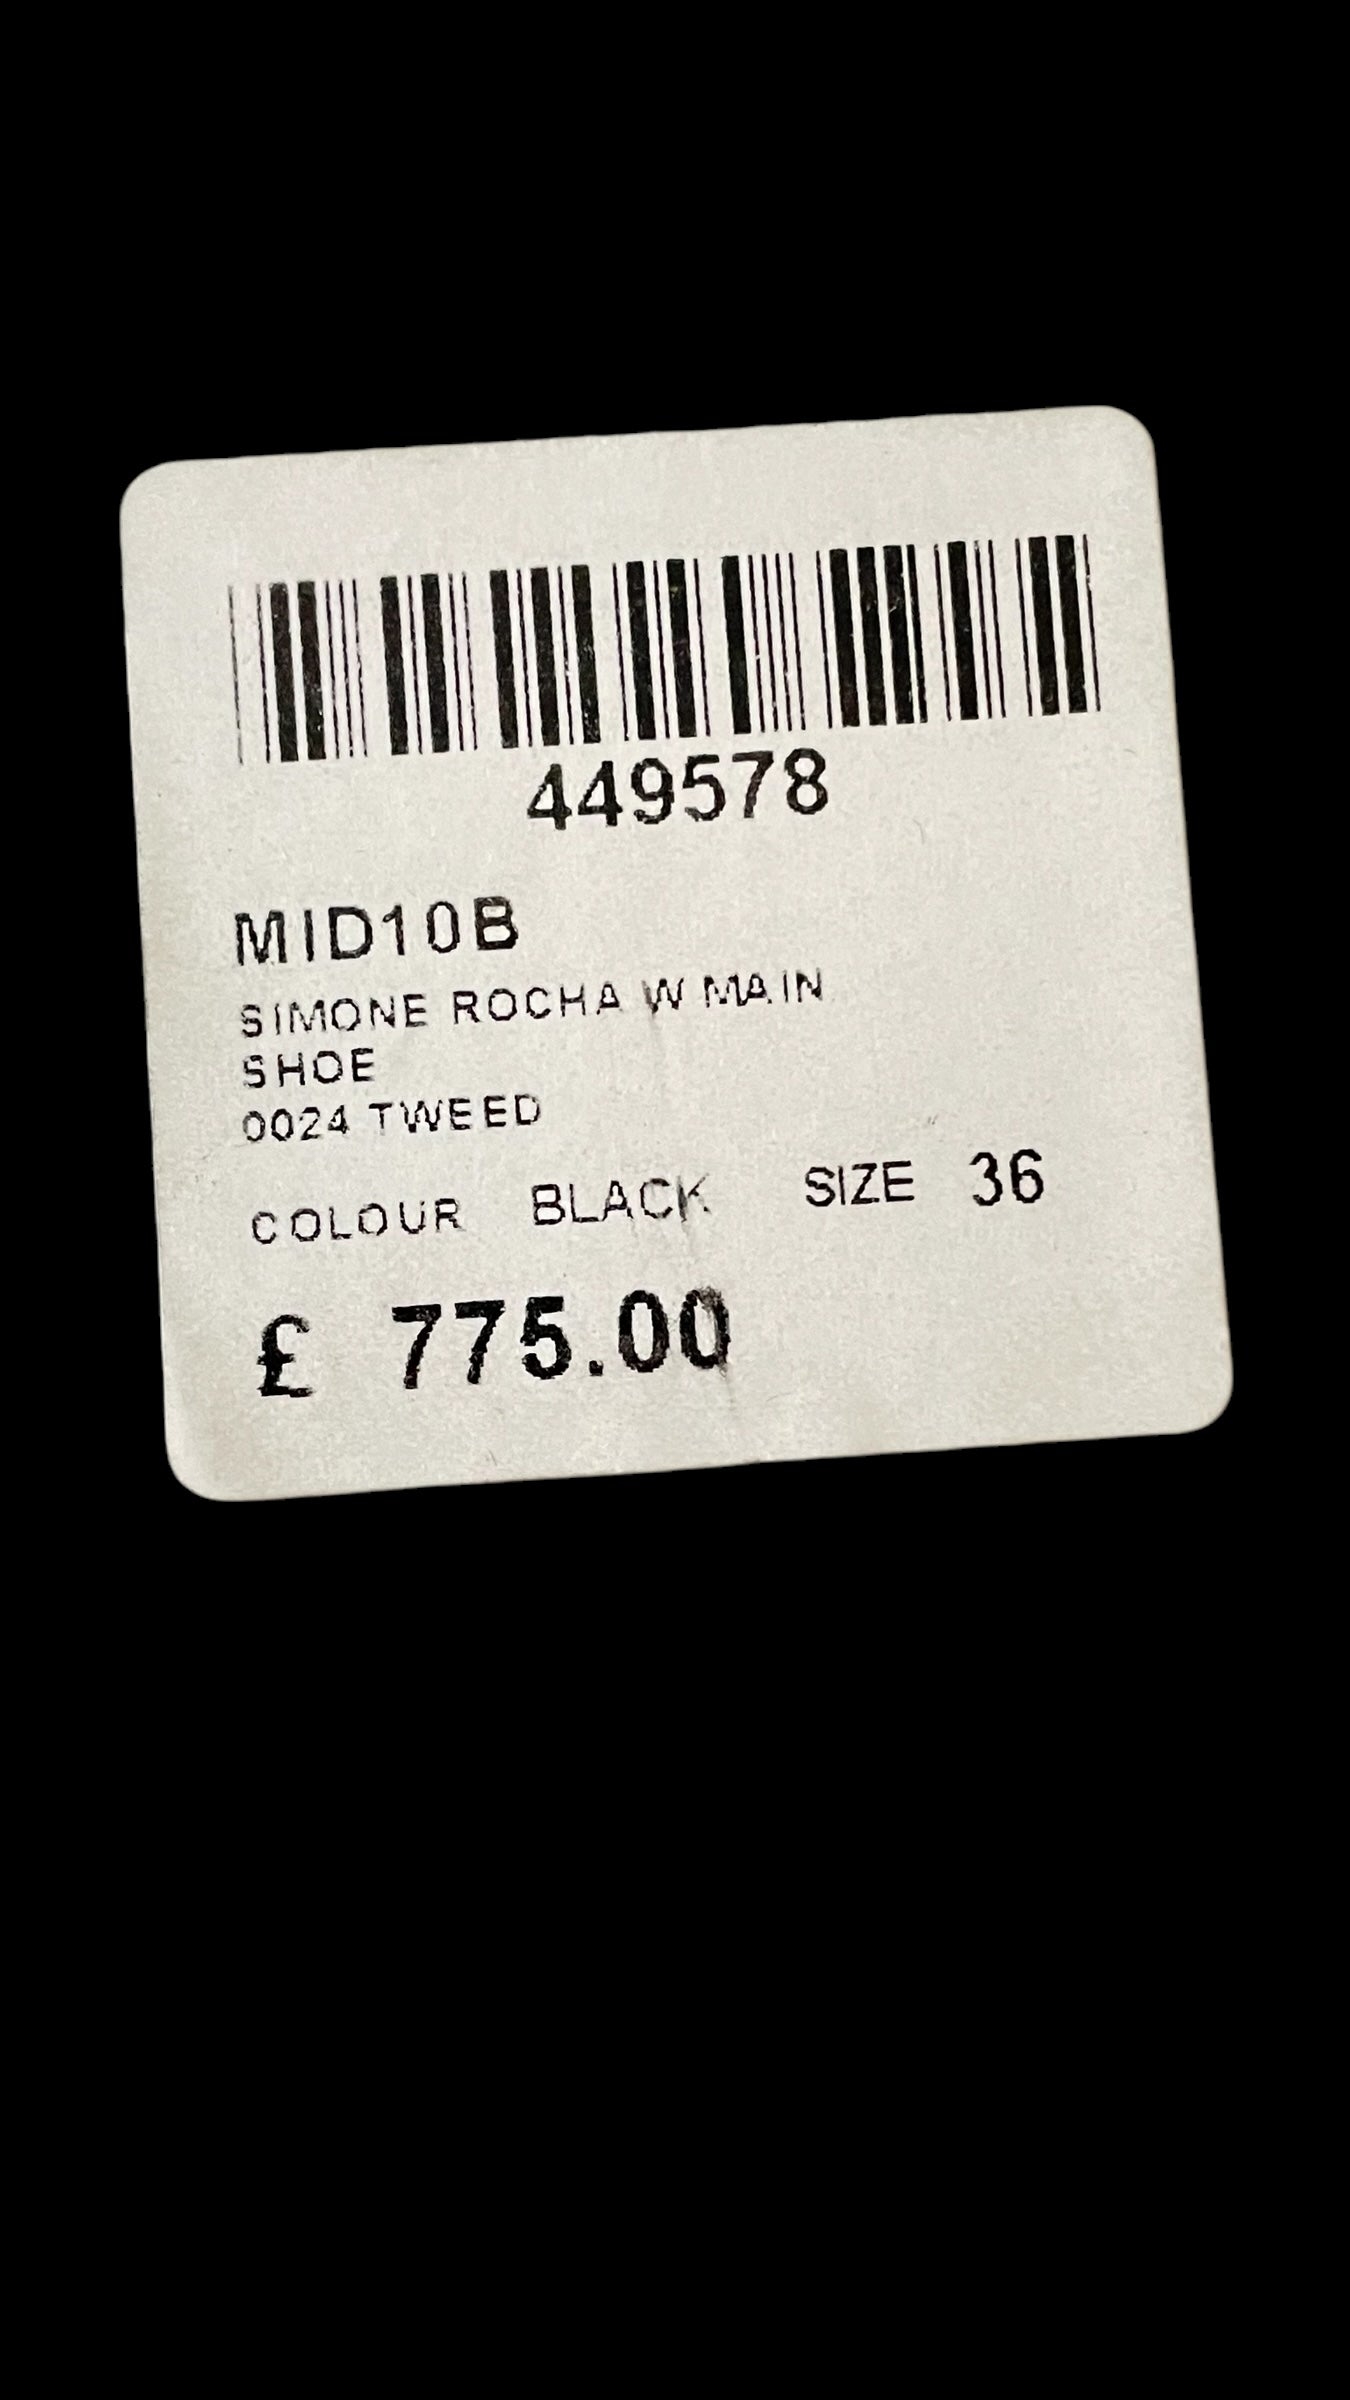 449578
MID10B
SIMONE ROCHA W MAIN
SHOE
0024 TWEED
COLOUR BLACK SIZE 36
£ 775.00